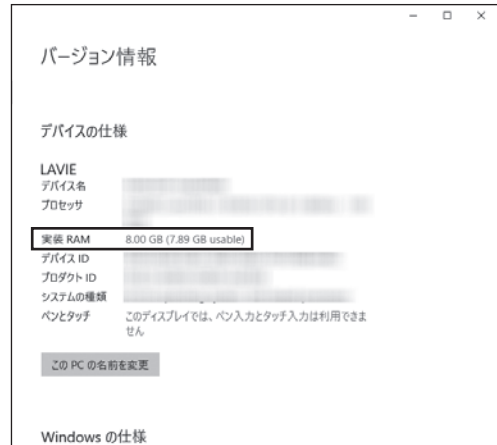 バージョン情報
デバイスの仕様
LAVIE
デバイス名
プロセッサ
実装 RAM 8.00 GB (7.89 GB usable)
デバイス ID
プロダクト ID
システムの種類
ペンとタッチ このディスプレイでは、ペン入力とタッチ入力は利用できま
せん
この PC の名前を変更
Windows の仕様